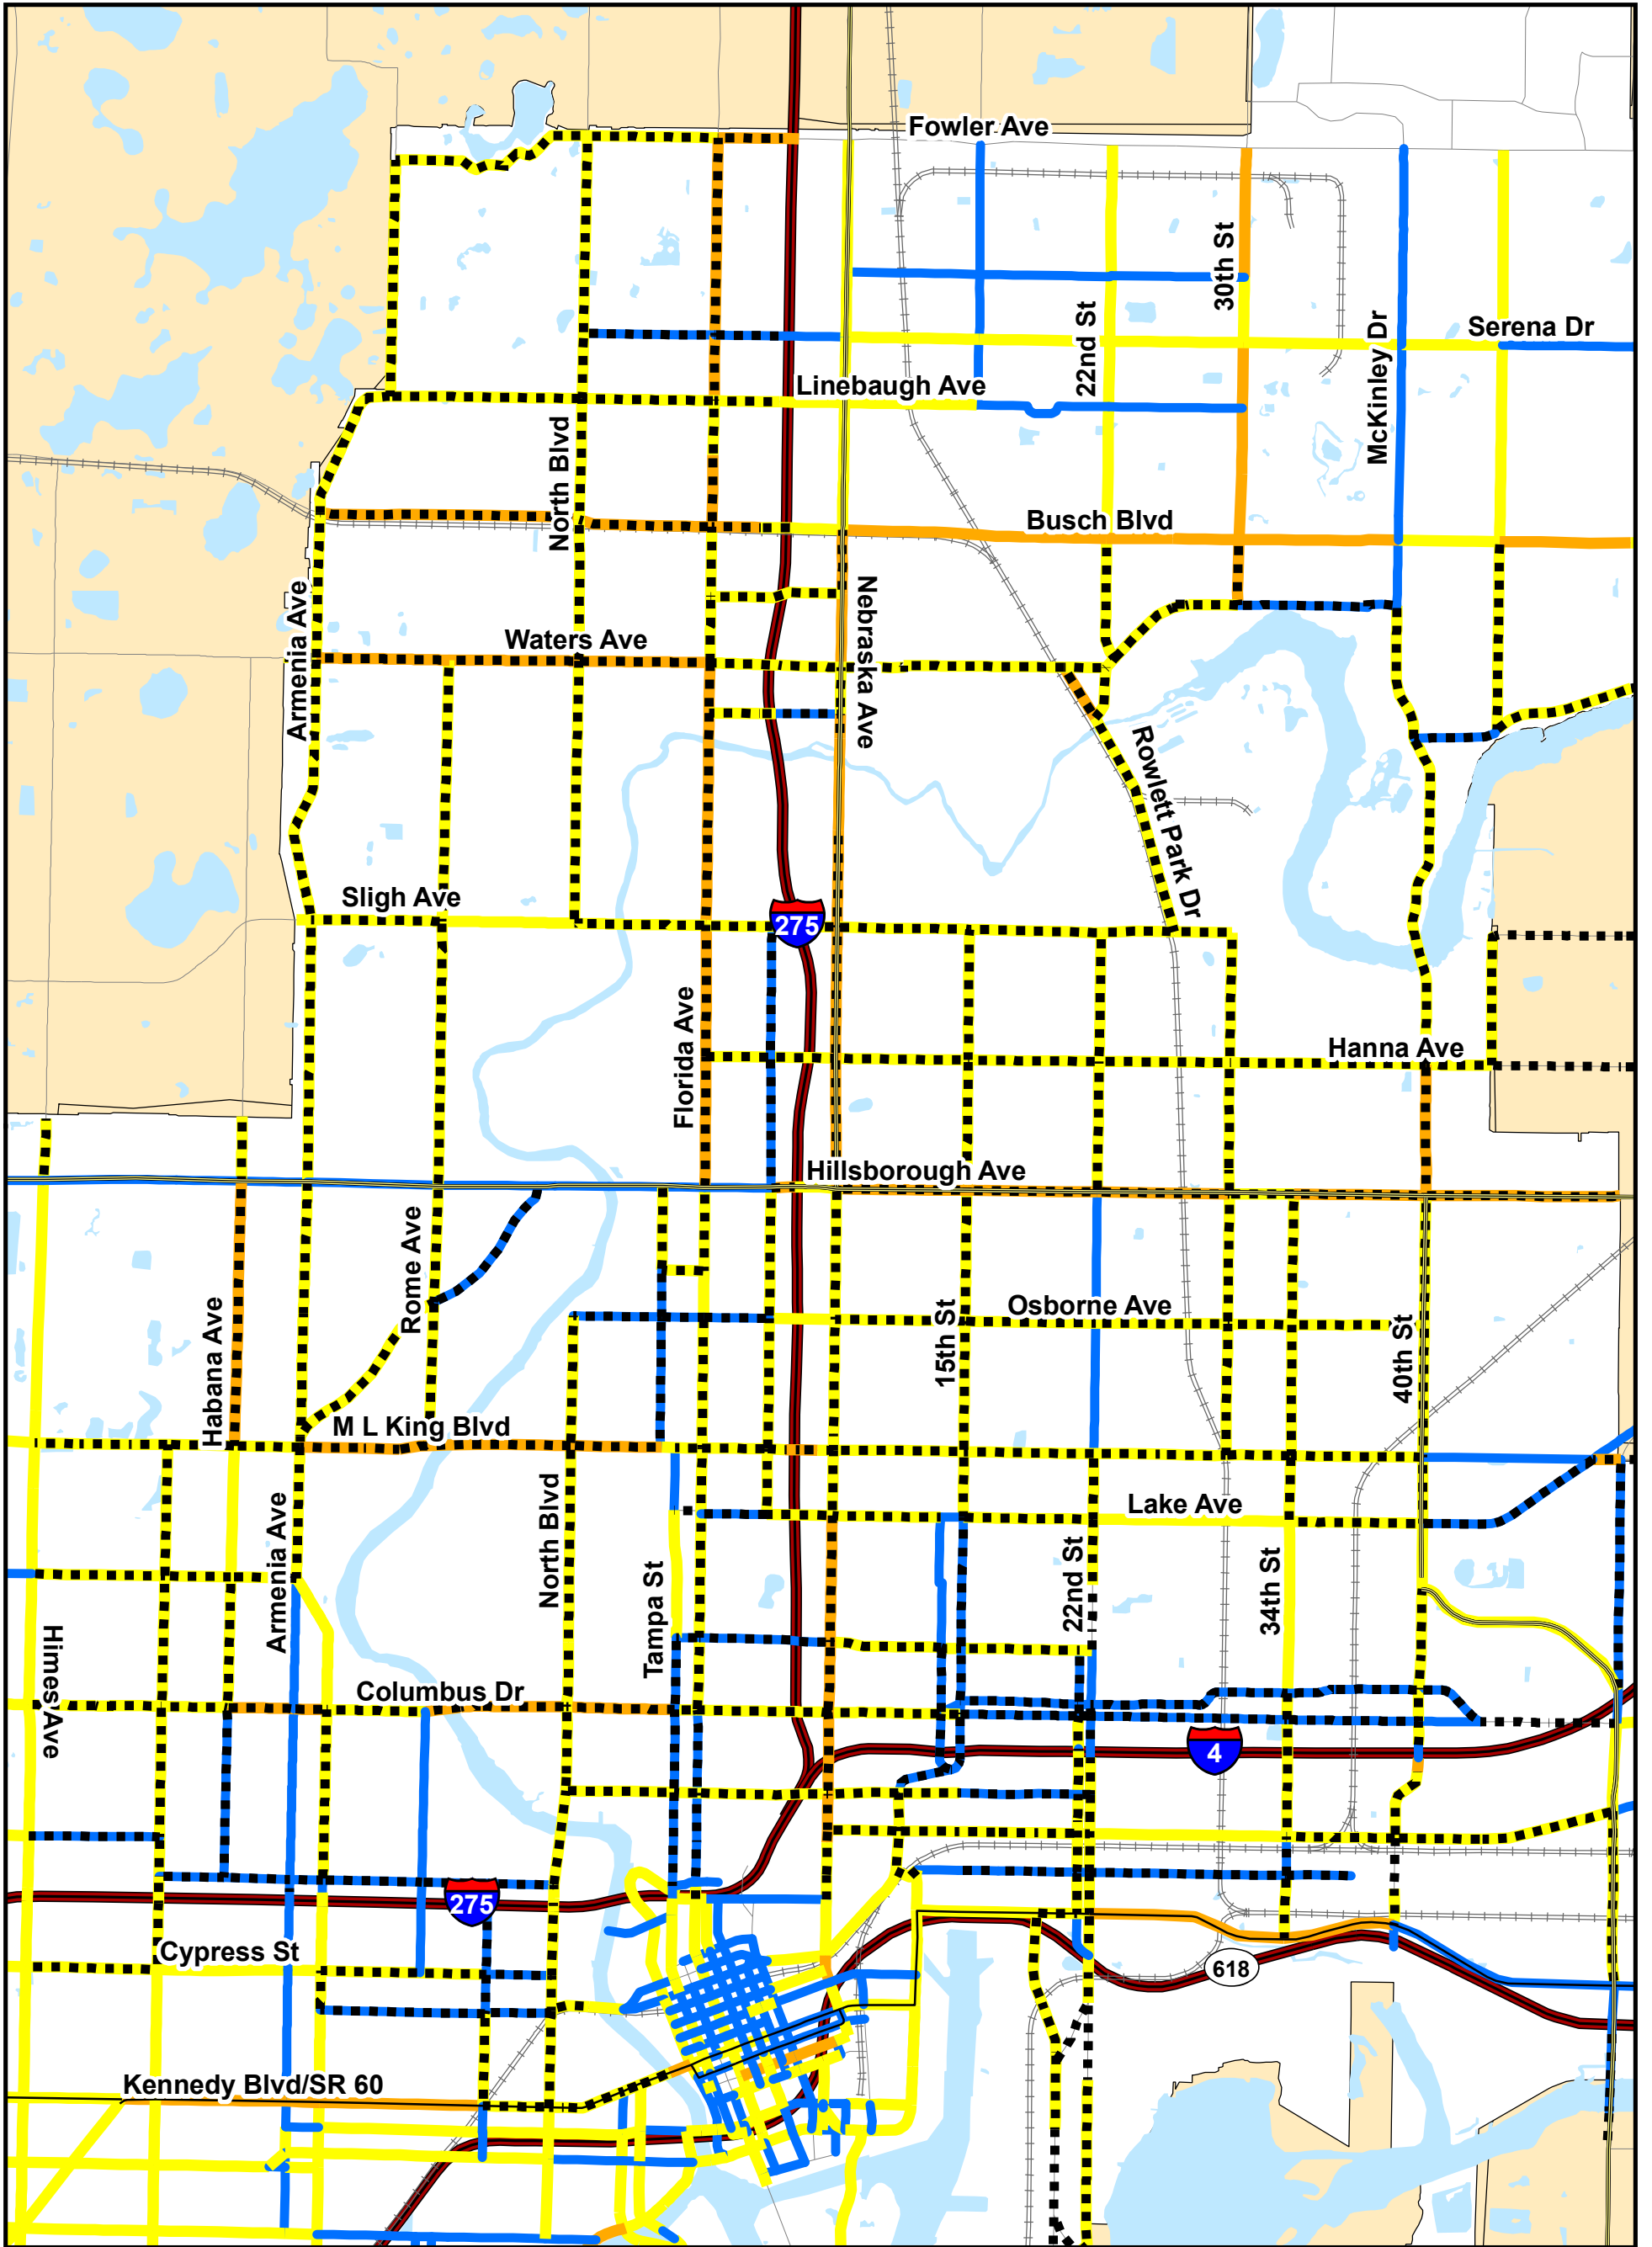 Fowler Ave
30th St
22nd St
McKinley Dr
Serena Dr
Linebaugh Ave
North Blvd
Busch Blvd
Armenia Ave
Nebraska Ave
Waters Ave
Rowlett Park Dr
Sligh Ave
275
Florida Ave
Hanna Ave
Hillsborough Ave
Rome Ave
Habana Ave
15th St
Osborne Ave
40th St
M L King Blvd
Armenia Ave
North Blvd
Lake Ave
Tampa St
22nd St
34th St
Himes Ave
Columbus Dr
4
275
Cypress St
618
Kennedy Blvd/SR 60